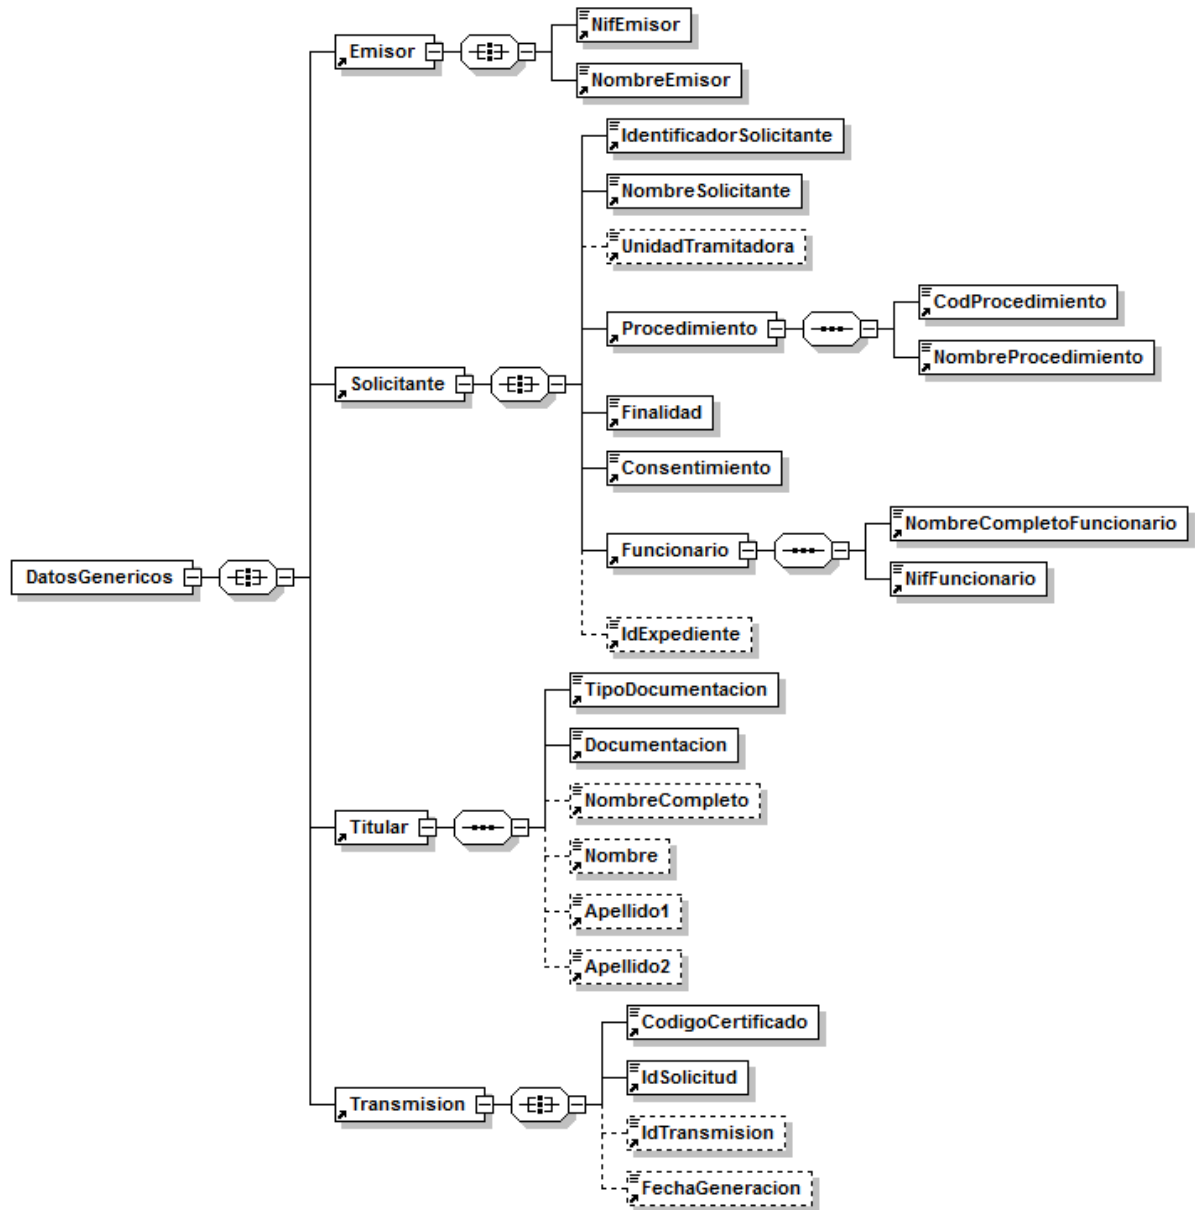 NifEmisor
Emisor
NombreEmisor
IdentificadorSolicitante
NombreSolicitante
UnidadTramitadora
CodProcedimiento
Procedimiento
NombreProcedimiento
Solicitante
Finalidad
Consentimiento
NombreCompletoFuncionario
Funcionario
DatosGenericos
NifFuncionario
IdExpediente
TipoDocumentacion
Documentacion
NombreCompleto
Titular
Nombre
Apellido1
Apellido2
CodigoCertificado
IdSolicitud
Transmision
IdTransmision
FechaGeneracion